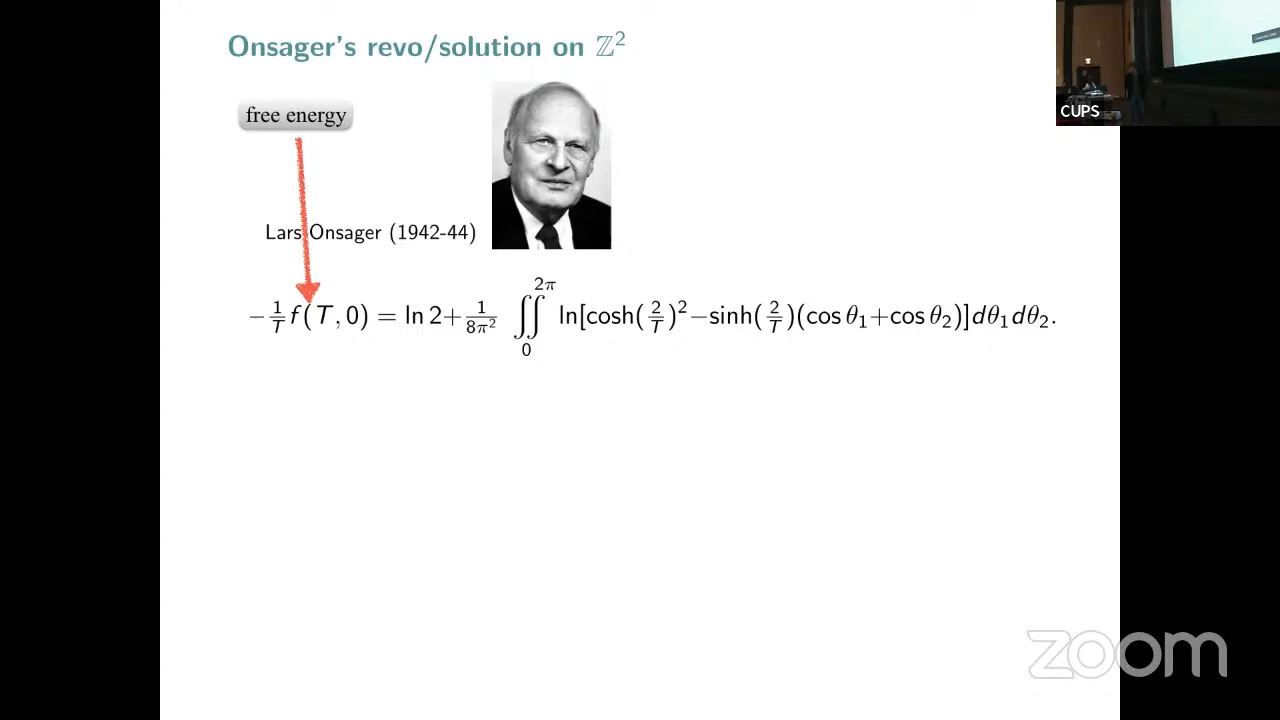 Onsager's revo/solution on ℤ²
free energy
CUPS
Lars Onsager (1942-44)
−1/T f(T, 0) = ln 2+1/8π² ∬₀^2π ln[cosh(2/T)²−sinh(2/T)(cos θ₁+cos θ₂)]dθ₁dθ₂.
zoom